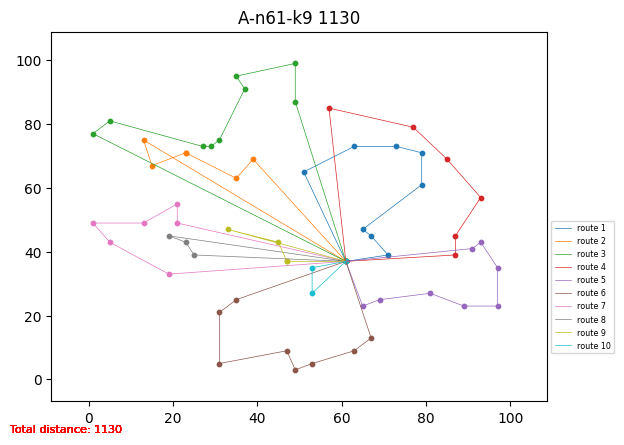 A-n61-k9 1130
100
80
60
40
20
0
0 20 40 60 80 100
route 1
route 2
route 3
route 4
route 5
route 6
route 7
route 8
route 9
route 10
Total distance: 1130